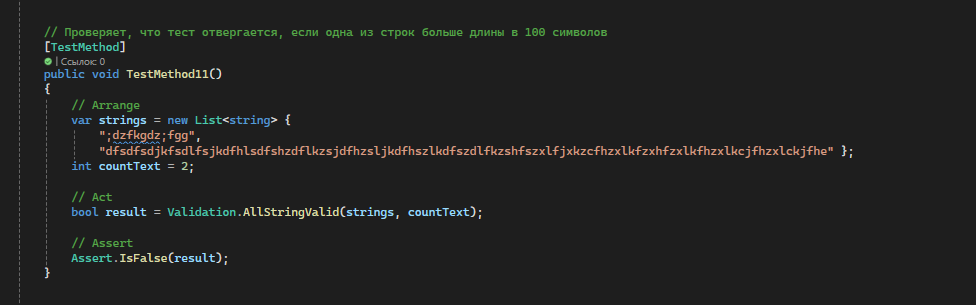 // Проверяет, что тест отвергается, если одна из строк больше длины в 100 символов
[TestMethod]
| Ссылок: 0
public void TestMethod11()
{
// Arrange
var strings = new List<string> {
";dzfkgdz;fgg",
"dfsdfsdjkfsdlfsjkdfhlsdfshzdflkzsjdfhzsljkdfhszlkdfszdlfkzshfszxlfjxkzcfhzxlkfzxhfzxlkfhzxlkcjfhzxlckjfhe" };
int countText = 2;
// Act
bool result = Validation.AllStringValid(strings, countText);
// Assert
Assert.IsFalse(result);
}